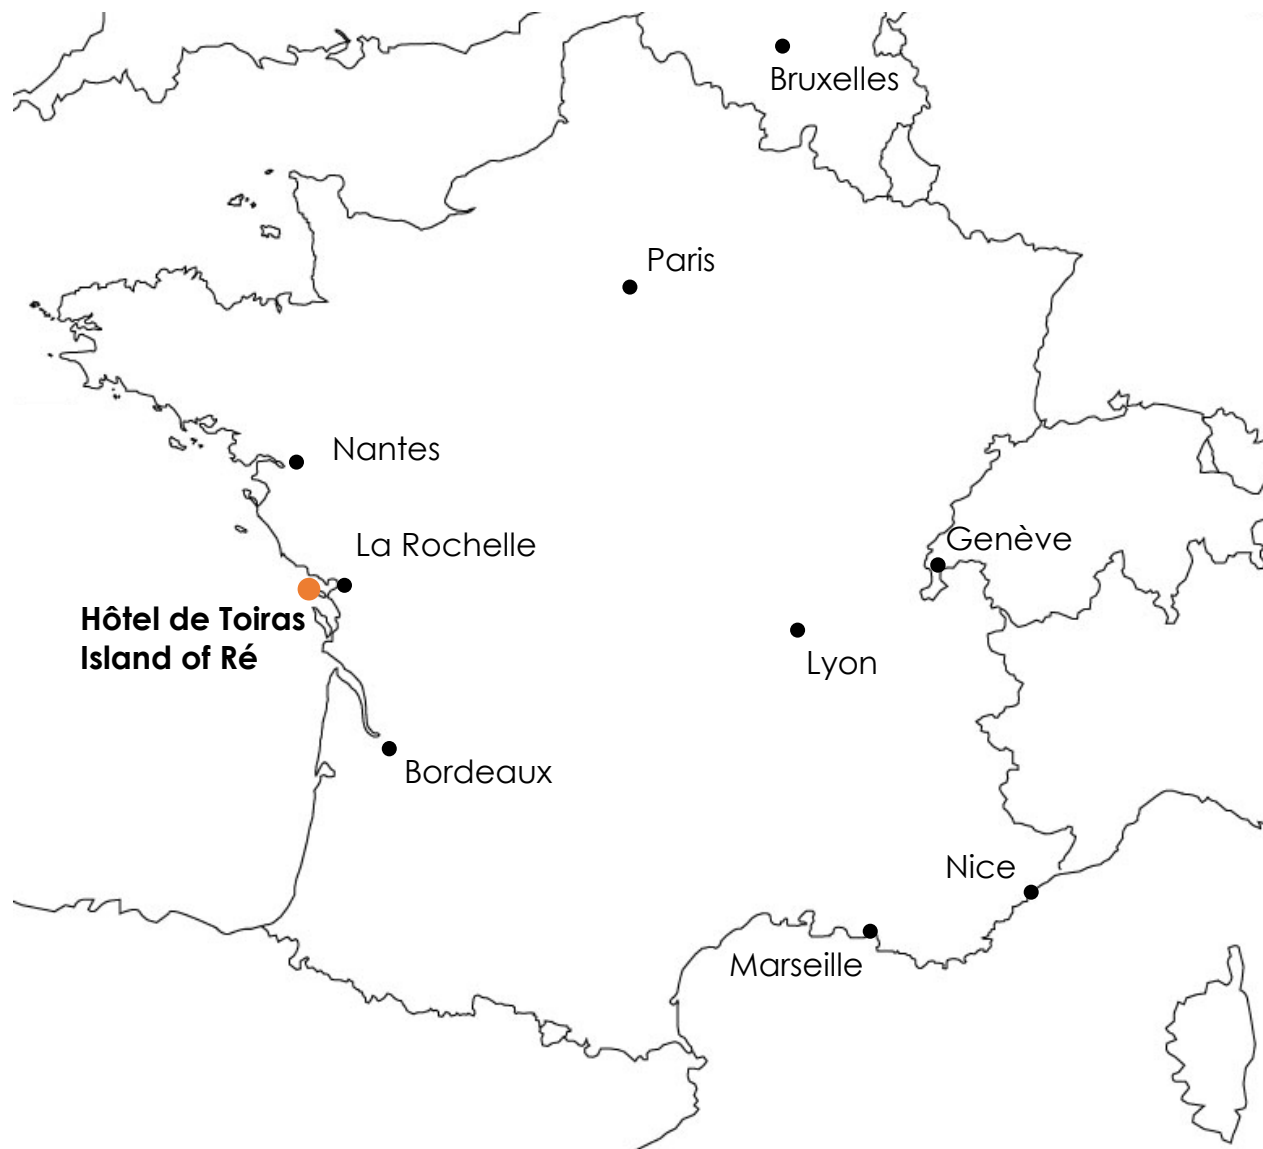 Bruxelles
Paris
Nantes
La Rochelle
Genève
Hôtel de Toiras
Island of Ré
Lyon
Bordeaux
Nice
Marseille